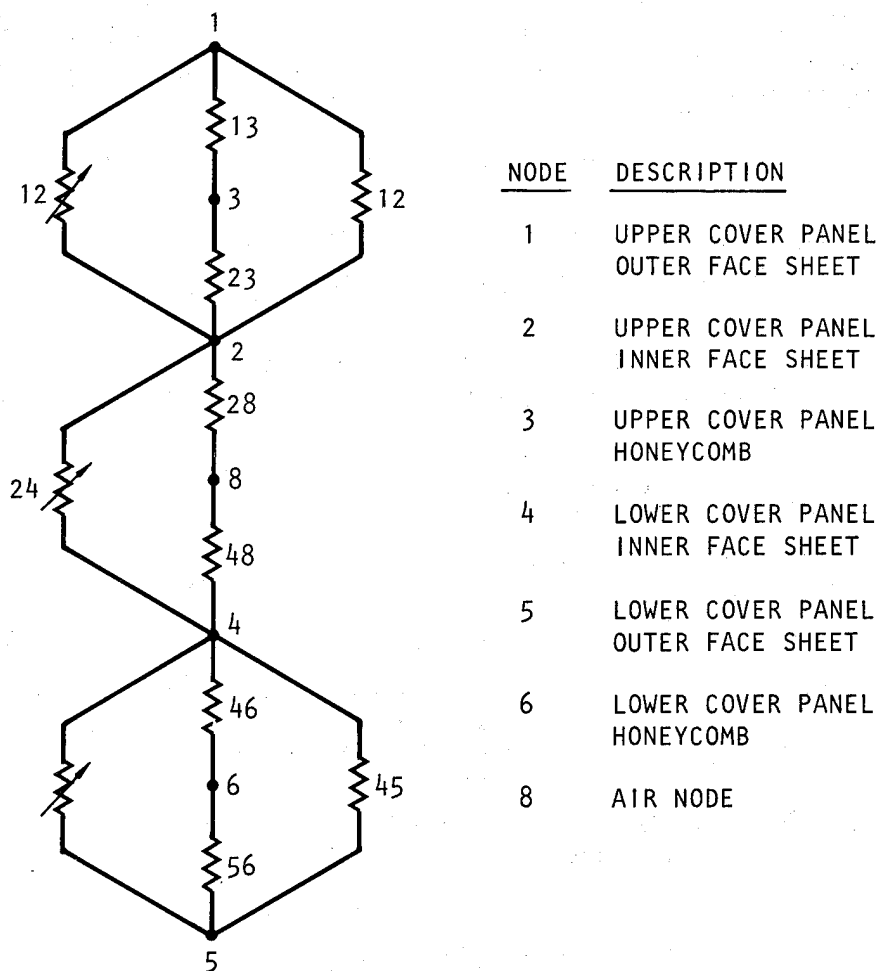 1
13
12
3
12
23
2
28
24
8
48
4
46
6
45
56
5
NODE DESCRIPTION
1 UPPER COVER PANEL
OUTER FACE SHEET
2 UPPER COVER PANEL
INNER FACE SHEET
3 UPPER COVER PANEL
HONEYCOMB
4 LOWER COVER PANEL
INNER FACE SHEET
5 LOWER COVER PANEL
OUTER FACE SHEET
6 LOWER COVER PANEL
HONEYCOMB
8 AIR NODE